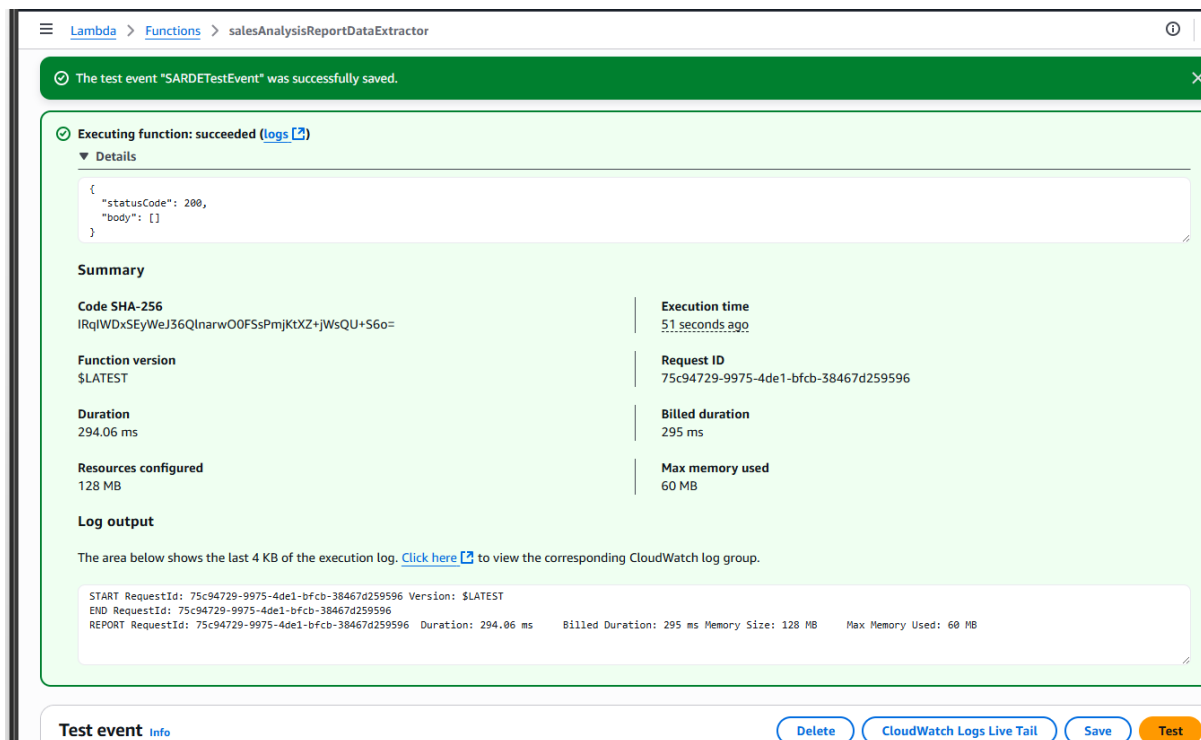 Lambda > Functions > salesAnalysisReportDataExtractor
The test event "SARDETestEvent" was successfully saved.
Executing function: succeeded (logs)
Details
{
"statusCode": 200,
"body": []
}
Summary
Code SHA-256
IRqIWDxSEyWeJ36QlnarwO0FSsPmjKtXZ+jWsQU+S6o=
Execution time
51 seconds ago
Function version
$LATEST
Request ID
75c94729-9975-4de1-bfcb-38467d259596
Duration
294.06 ms
Billed duration
295 ms
Resources configured
128 MB
Max memory used
60 MB
Log output
The area below shows the last 4 KB of the execution log. Click here to view the corresponding CloudWatch log group.
START RequestId: 75c94729-9975-4de1-bfcb-38467d259596 Version: $LATEST
END RequestId: 75c94729-9975-4de1-bfcb-38467d259596
REPORT RequestId: 75c94729-9975-4de1-bfcb-38467d259596 Duration: 294.06 ms Billed Duration: 295 ms Memory Size: 128 MB Max Memory Used: 60 MB
Test event Info
Delete
CloudWatch Logs Live Tail
Save
Test